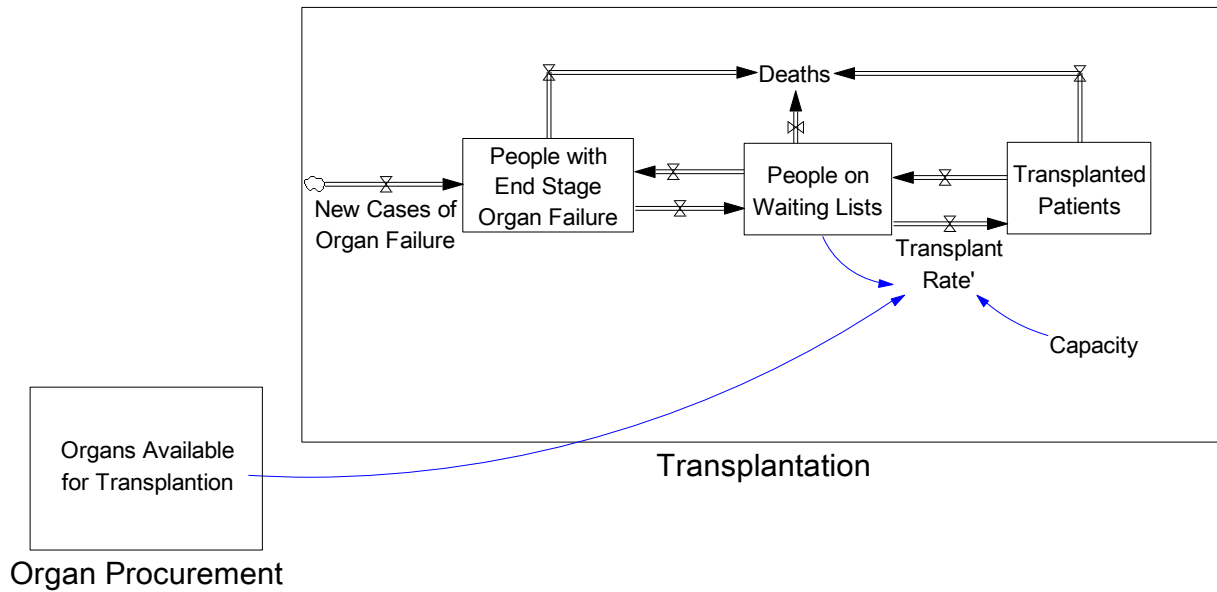 Deaths
People with
End Stage
Organ Failure
People on
Waiting Lists
Transplanted
Patients
New Cases of
Organ Failure
Transplant
Rate'
Capacity
Organs Available
for Transplantion
Transplantation
Organ Procurement